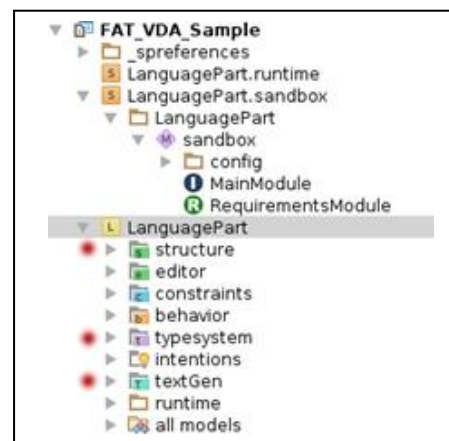 FAT_VDA_Sample
_spreferences
S LanguagePart.runtime
S LanguagePart.sandbox
LanguagePart
M sandbox
config
I MainModule
R RequirementsModule
L LanguagePart
s structure
e editor
c constraints
b behavior
t typesystem
intentions
T textGen
runtime
all models